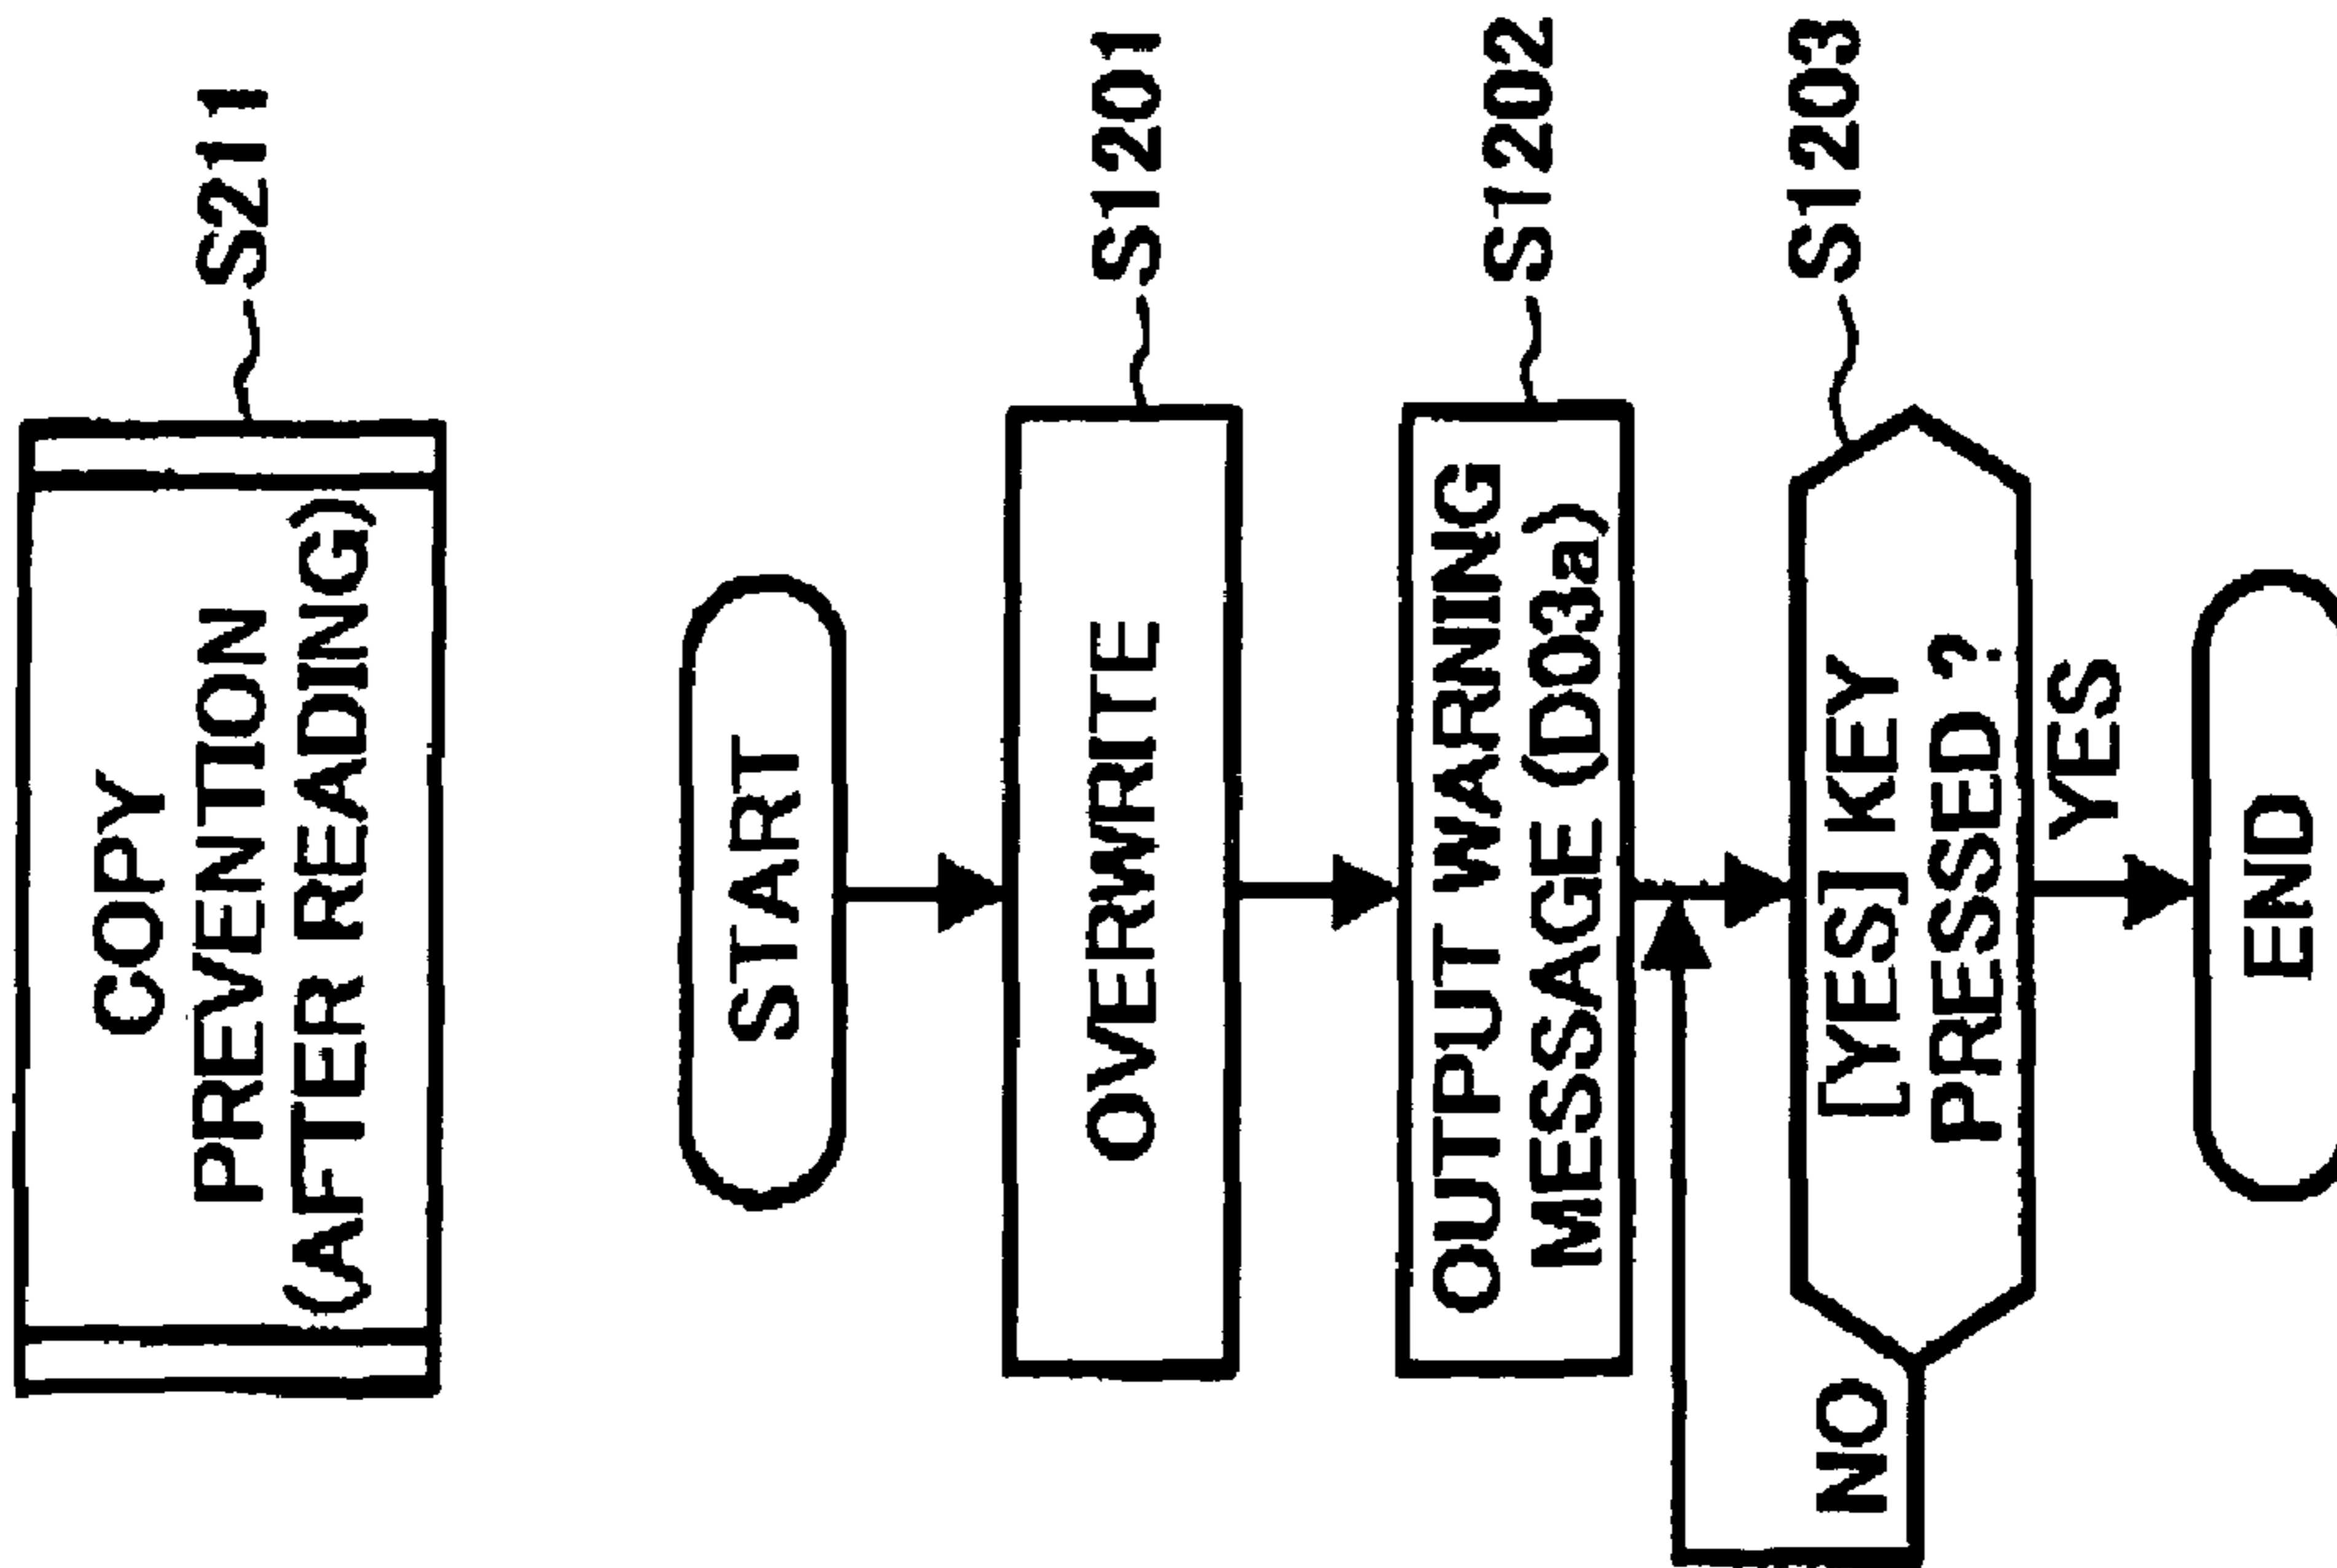 COPY
PREVENTION
(AFTER READING)
S211
START
OVERWRITE
S1201
OUTPUT WARNING
MESSAGE (D03a)
S1202
[YES] KEY
PRESSED ?
S1203
NO
YES
END